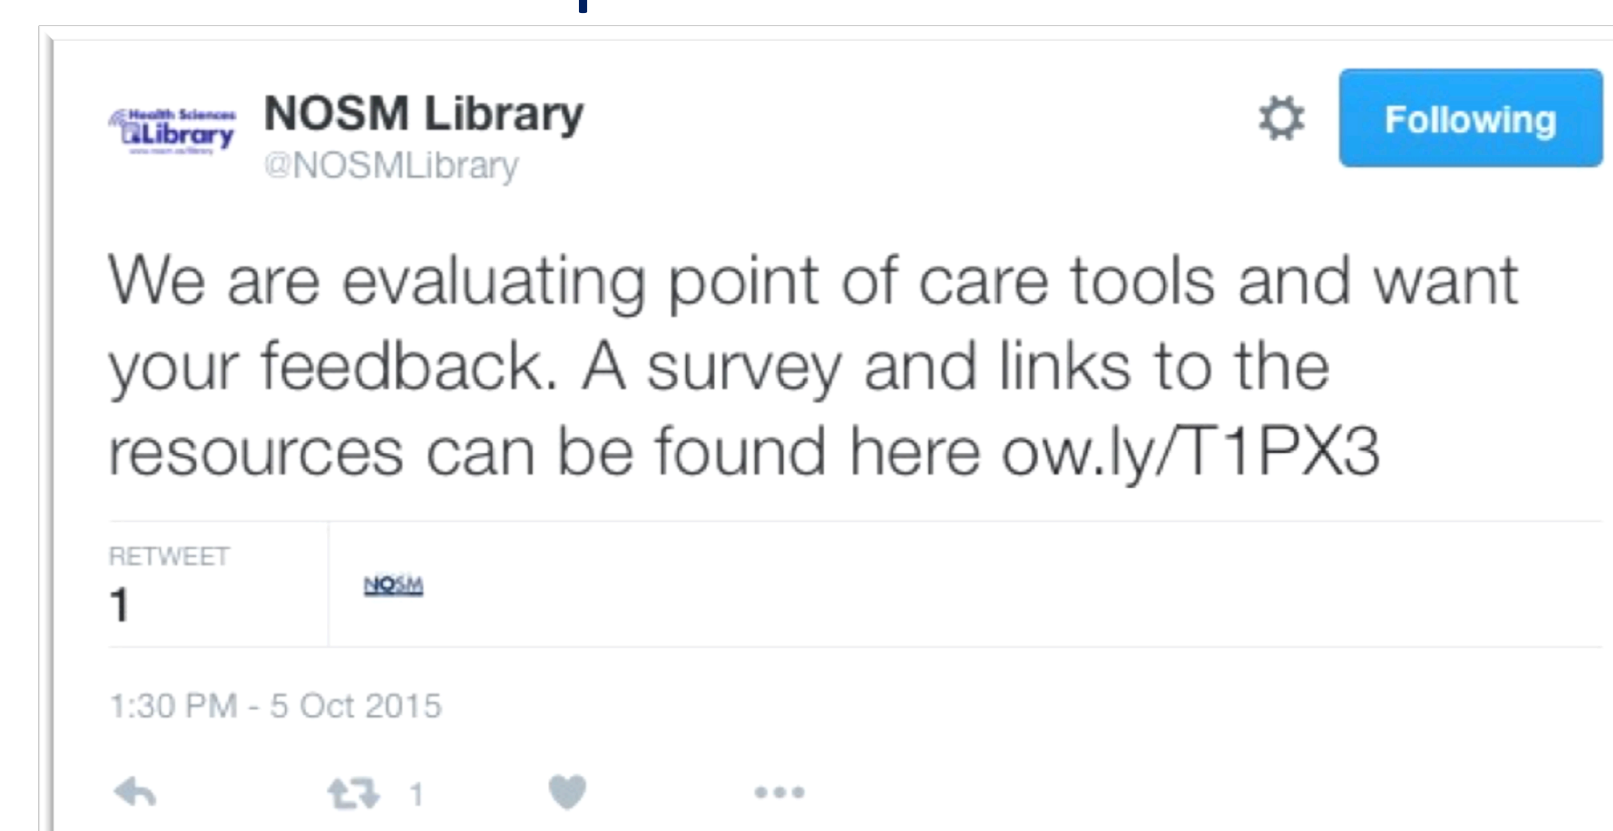 Health Sciences
Library
NOSM Library
@NOSMLibrary
Following
We are evaluating point of care tools and want
your feedback. A survey and links to the
resources can be found here ow.ly/T1PX3
RETWEET
1
NOSM
1:30 PM - 5 Oct 2015
1